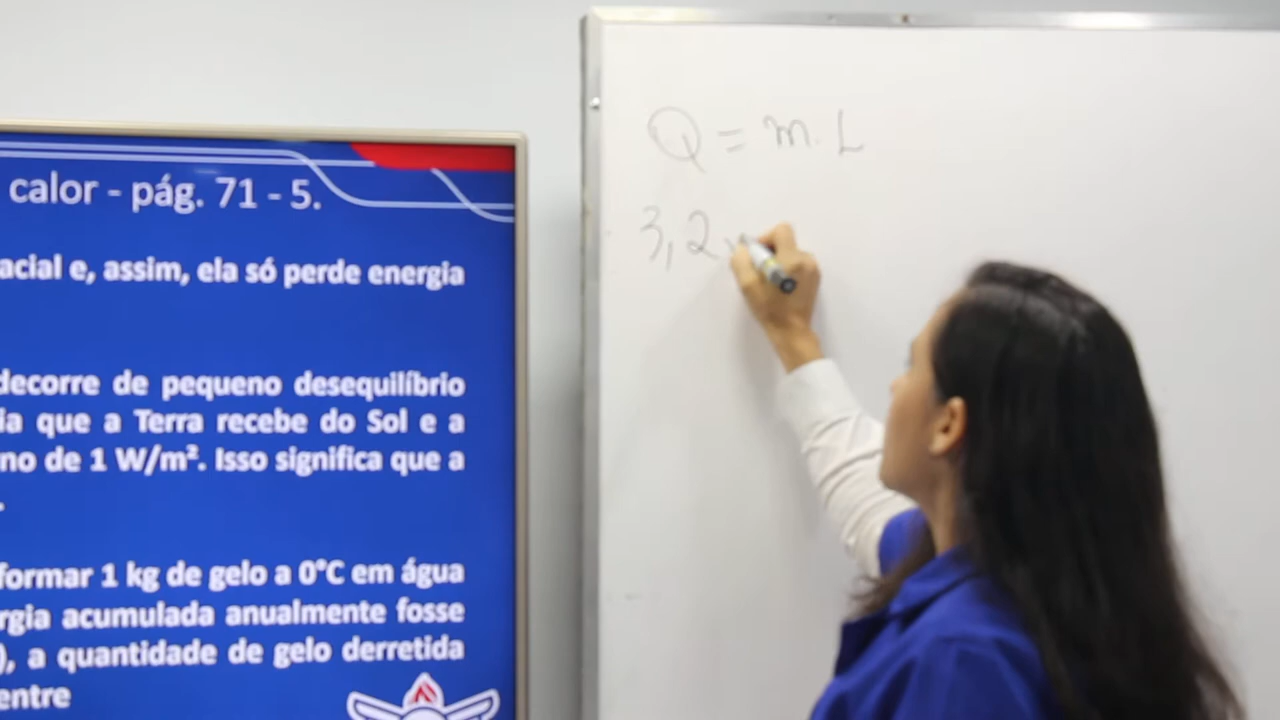 calor - pág. 71 - 5.
acial e, assim, ela só perde energia
decorre de pequeno desequilíbrio
ia que a Terra recebe do Sol e a
no de 1 W/m². Isso significa que a
.
formar 1 kg de gelo a 0°C em água
rgia acumulada anualmente fosse
), a quantidade de gelo derretida
entre
Q = m. L
3,2